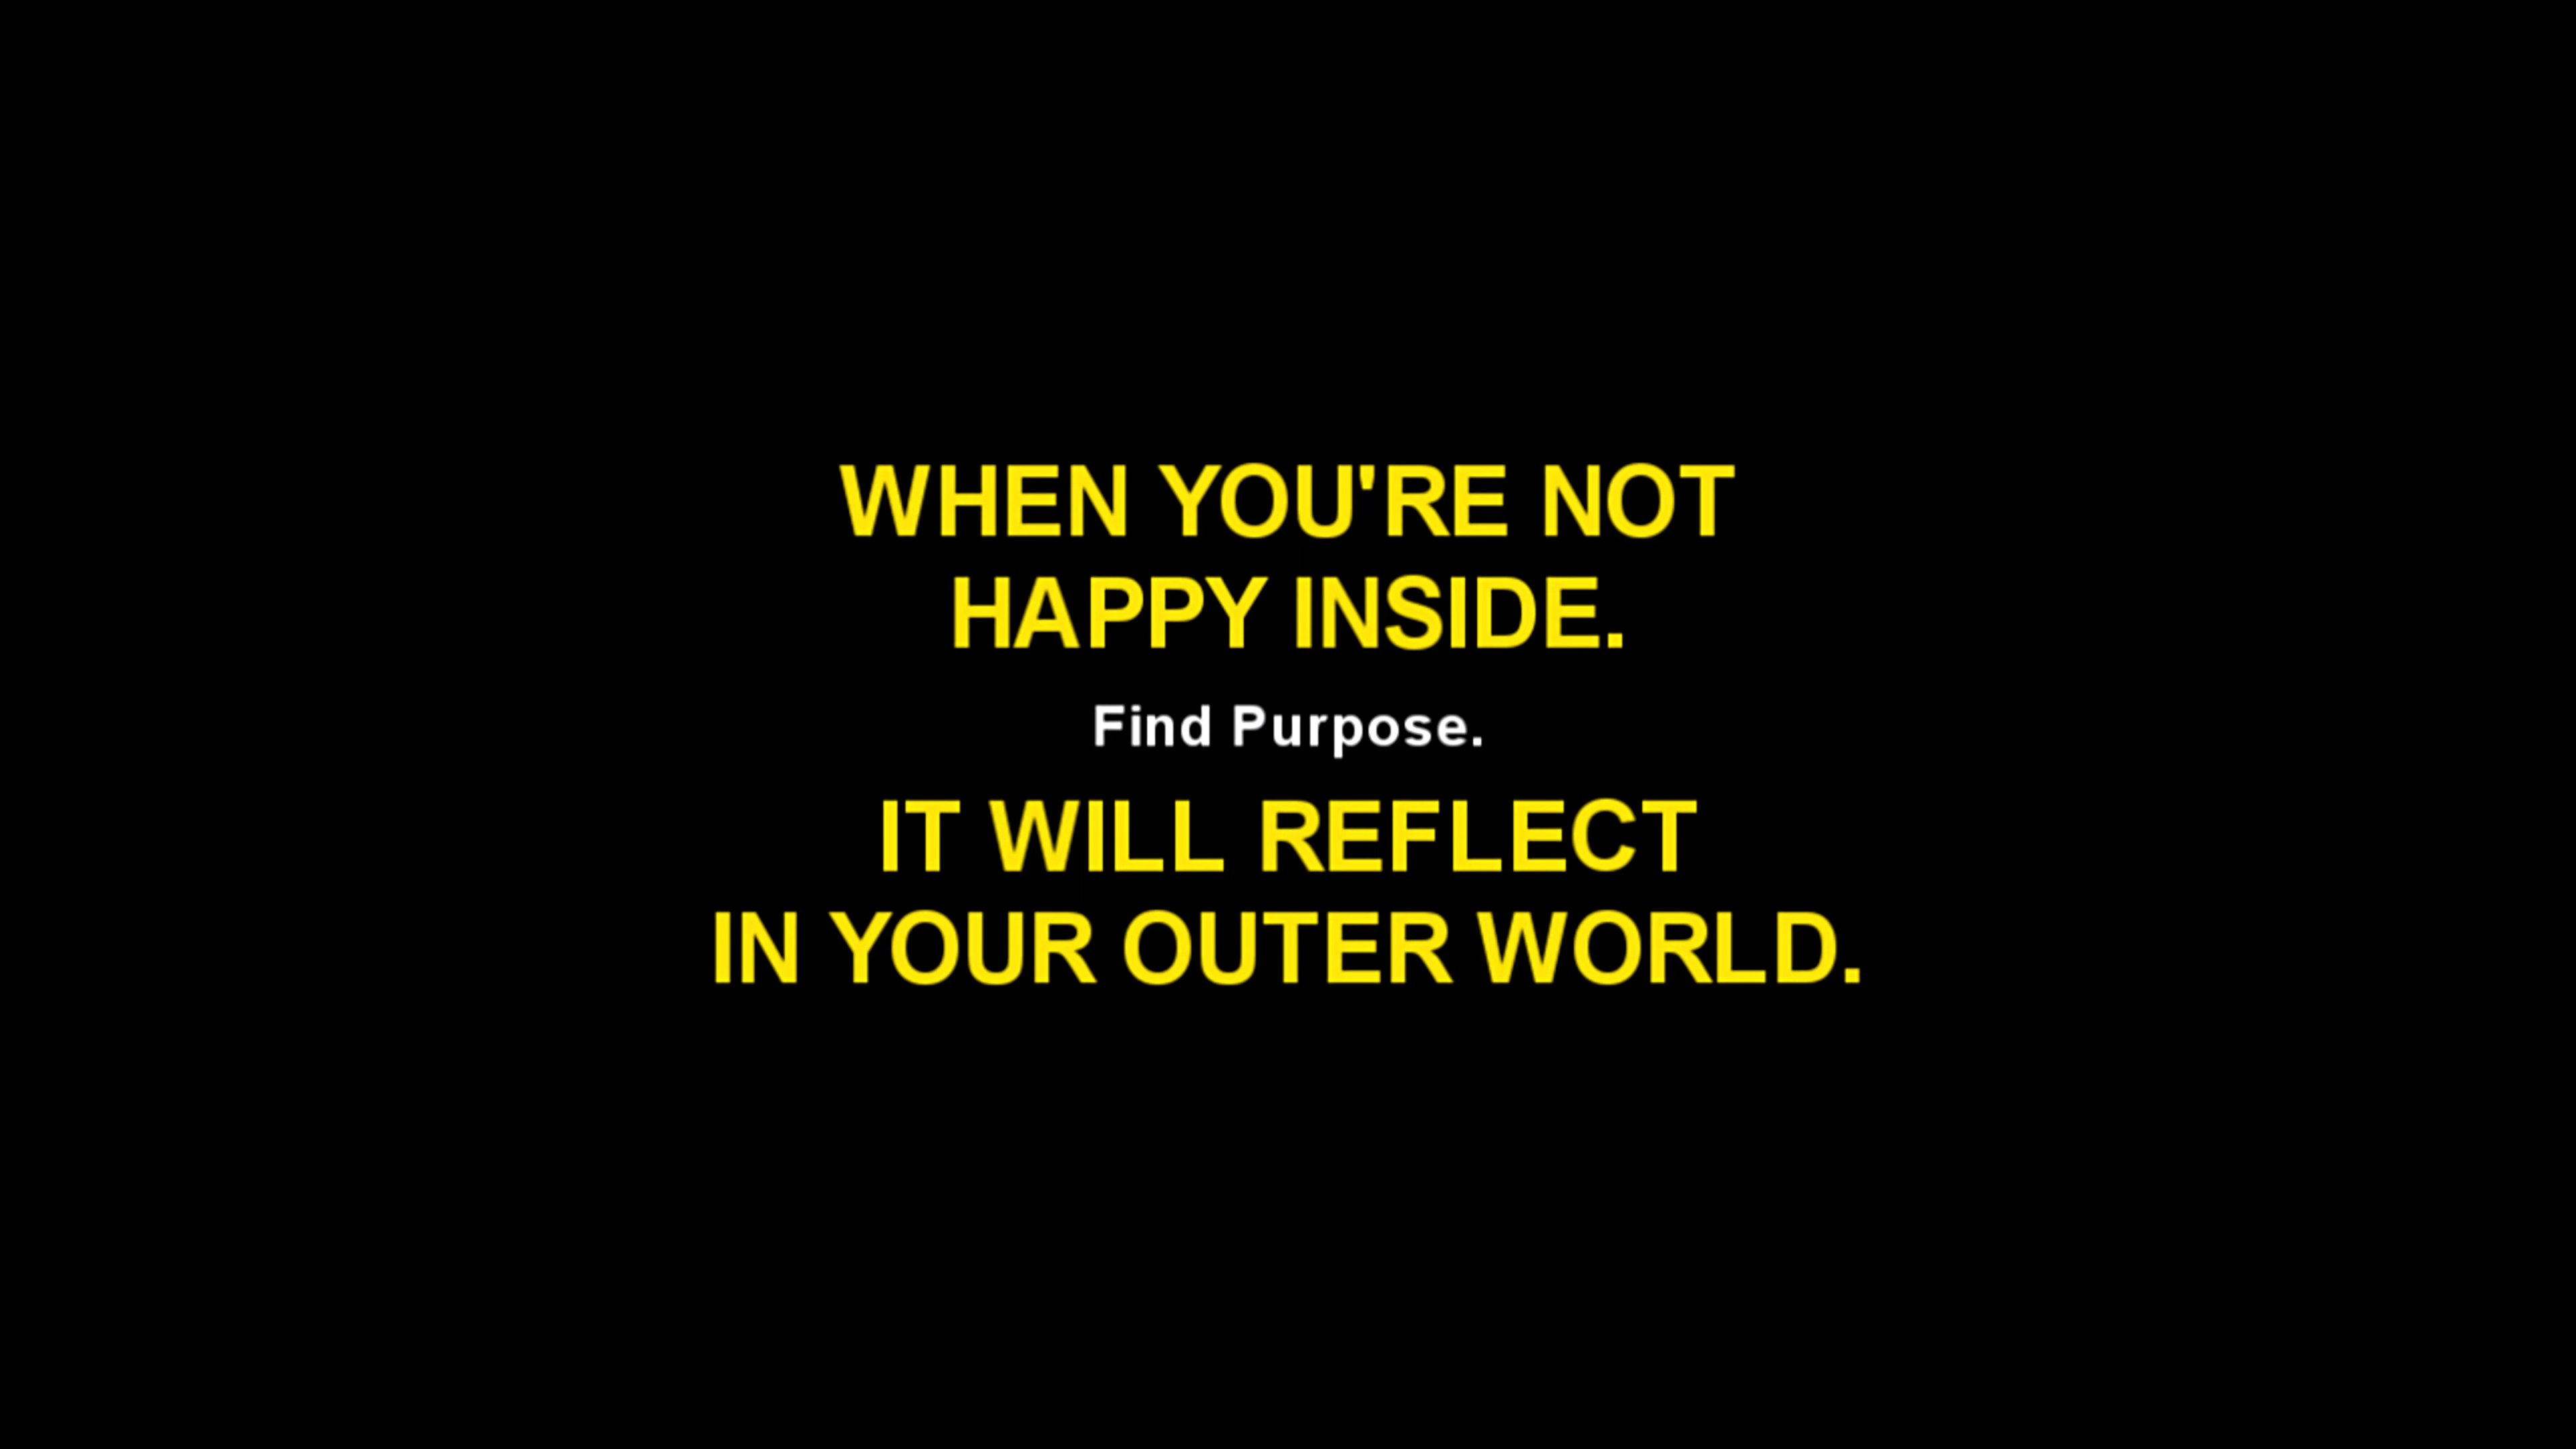 WHEN YOU'RE NOT
HAPPY INSIDE.
Find Purpose.
IT WILL REFLECT
IN YOUR OUTER WORLD.